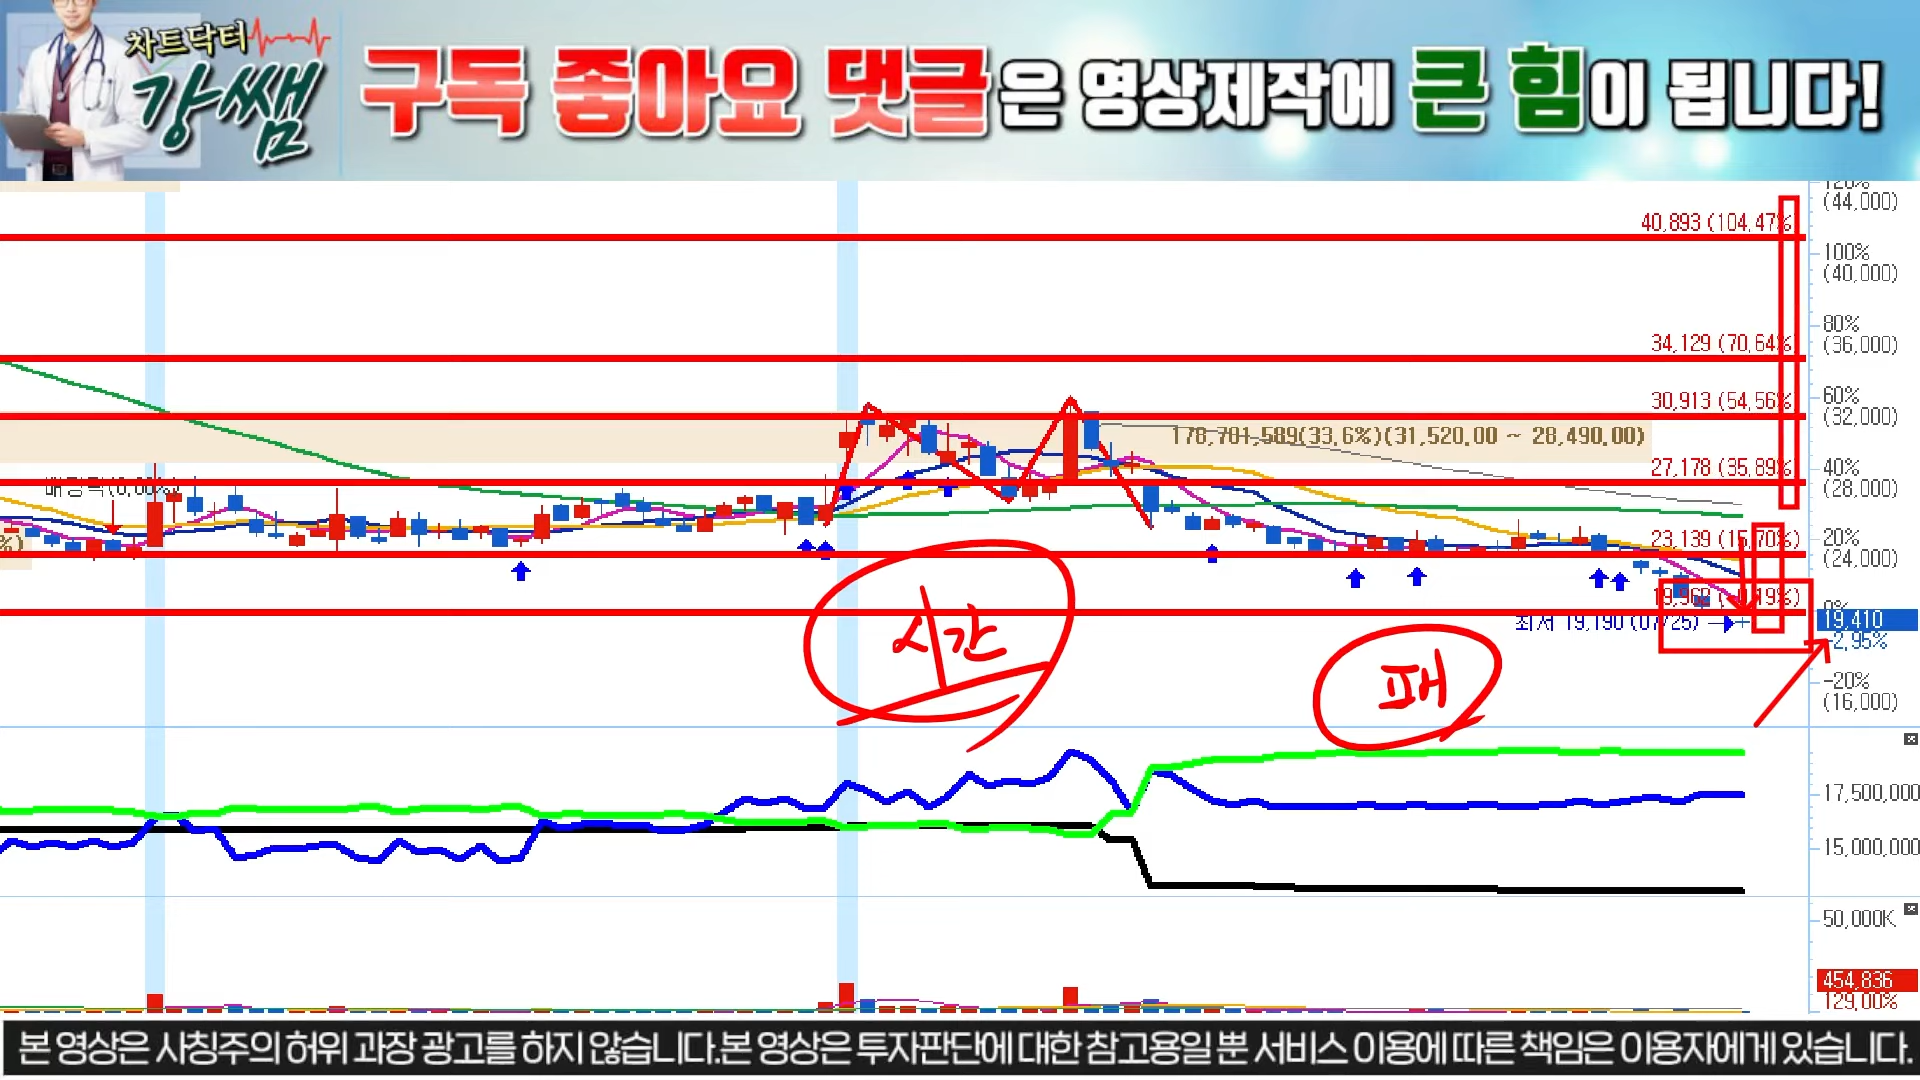 차트닥터
강쌤
구독 좋아요 댓글은 영상제작에 큰 힘이 됩니다!
120%
(44,000)
40,893 (104,47%
100%
(40,000)
80%
(36,000)
34,129 (70,64%)
60%
(32,000)
30,913 (54,56%
178,781,589(33.6%)(31,520.00 ~ 28,490.00)
27,178 (35,89%)
40%
(28,000)
23,139 (15,70%)
20%
(24,000)
0%
19,410
-2,95%
최저 19,190 (07/25)
-20%
(16,000)
시간
패
17,500,000
15,000,000
50,000K
454,836
129,00%
본 영상은 사칭주의 허위 과장 광고를 하지 않습니다.본 영상은 투자판단에 대한 참고용일 뿐 서비스 이용에 따른 책임은 이용자에게 있습니다.